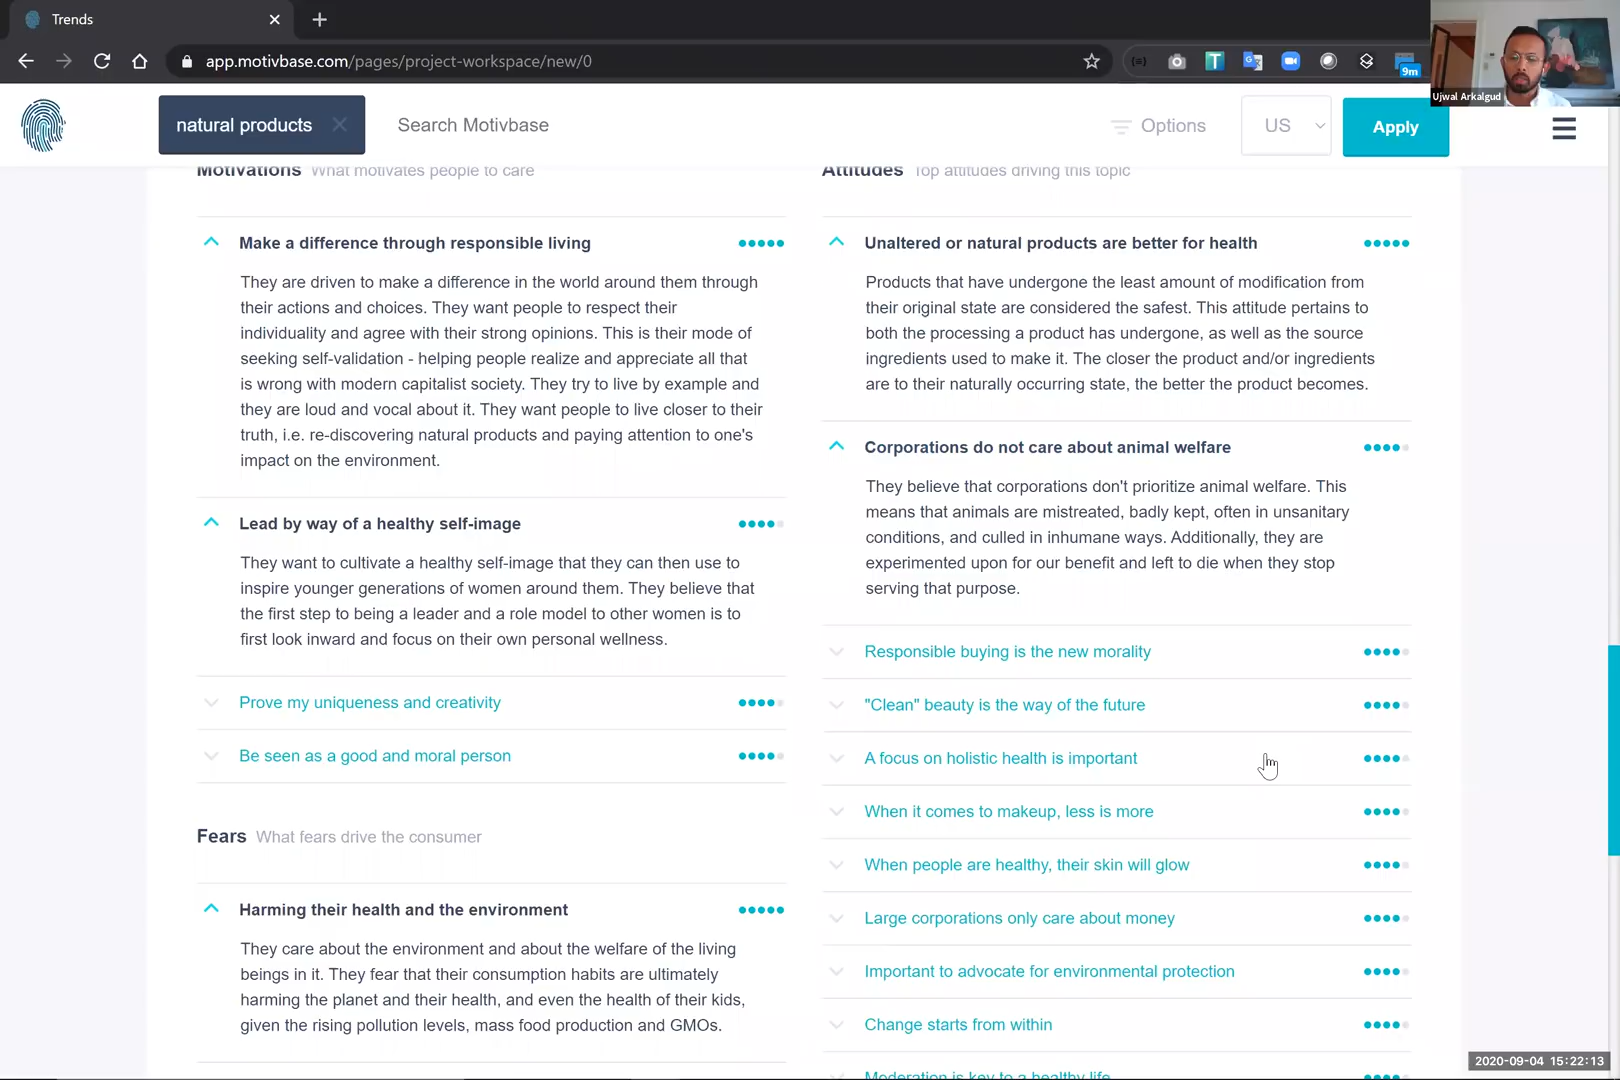 Trends
app.motivbase.com/pages/project-workspace/new/0
9m
Ujwal Arkalgud
natural products
Search Motivbase
Options
US
Apply
Motivations What motivates people to care
Make a difference through responsible living
They are driven to make a difference in the world around them through
their actions and choices. They want people to respect their
individuality and agree with their strong opinions. This is their mode of
seeking self-validation - helping people realize and appreciate all that
is wrong with modern capitalist society. They try to live by example and
they are loud and vocal about it. They want people to live closer to their
truth, i.e. re-discovering natural products and paying attention to one's
impact on the environment.
Lead by way of a healthy self-image
They want to cultivate a healthy self-image that they can then use to
inspire younger generations of women around them. They believe that
the first step to being a leader and a role model to other women is to
first look inward and focus on their own personal wellness.
Prove my uniqueness and creativity
Be seen as a good and moral person
Fears What fears drive the consumer
Harming their health and the environment
They care about the environment and about the welfare of the living
beings in it. They fear that their consumption habits are ultimately
harming the planet and their health, and even the health of their kids,
given the rising pollution levels, mass food production and GMOs.
Attitudes Top attitudes driving this topic
Unaltered or natural products are better for health
Products that have undergone the least amount of modification from
their original state are considered the safest. This attitude pertains to
both the processing a product has undergone, as well as the source
ingredients used to make it. The closer the product and/or ingredients
are to their naturally occurring state, the better the product becomes.
Corporations do not care about animal welfare
They believe that corporations don't prioritize animal welfare. This
means that animals are mistreated, badly kept, often in unsanitary
conditions, and culled in inhumane ways. Additionally, they are
experimented upon for our benefit and left to die when they stop
serving that purpose.
Responsible buying is the new morality
"Clean" beauty is the way of the future
A focus on holistic health is important
When it comes to makeup, less is more
When people are healthy, their skin will glow
Large corporations only care about money
Important to advocate for environmental protection
Change starts from within
Moderation is key to a healthy life
2020-09-04 15:22:13